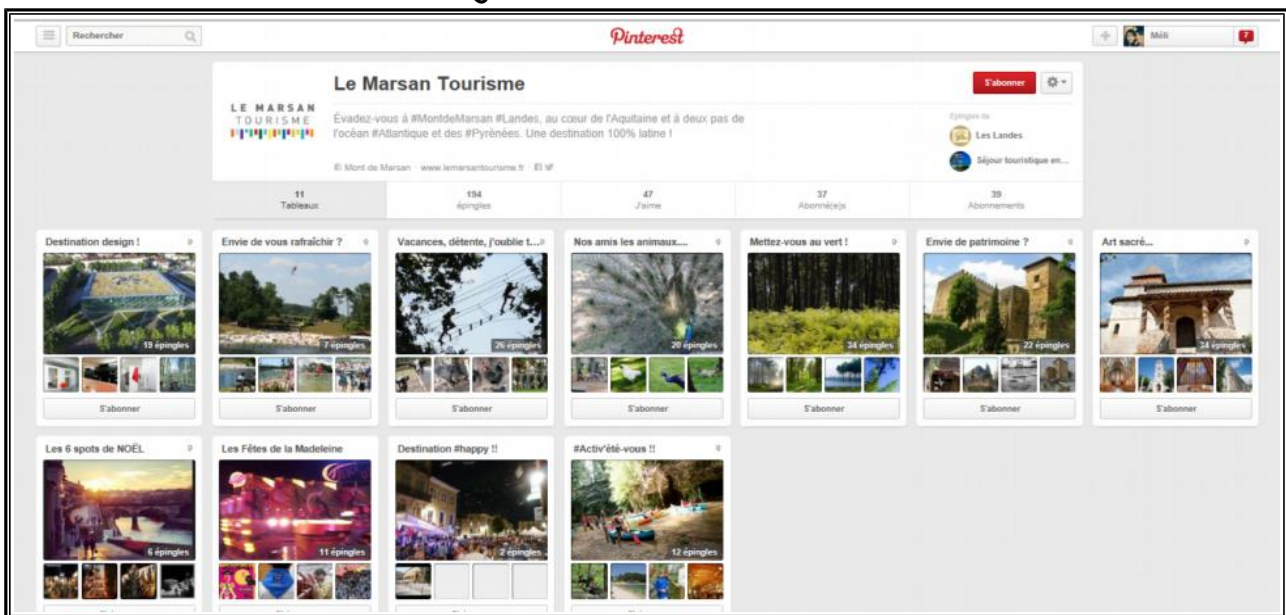 Rechercher
Pinterest
Méli
7
LE MARSAN
TOURISME
Le Marsan Tourisme
S'abonner
Évadez-vous à #MontdeMarsan #Landes, au cœur de l'Aquitaine et à deux pas de
l'océan #Atlantique et des #Pyrénées. Une destination 100% latine !
Mont de Marsan · www.lemarsantourisme.fr
Epingles de
Les Landes
Séjour touristique en...
11
Tableaux
194
épingles
47
J'aime
37
Abonné(e)s
39
Abonnements
Destination design !
19 épingles
S'abonner
Envie de vous rafraîchir ?
7 épingles
S'abonner
Vacances, détente, j'oublie t...
26 épingles
S'abonner
Nos amis les animaux....
20 épingles
S'abonner
Mettez-vous au vert !
34 épingles
S'abonner
Envie de patrimoine ?
22 épingles
S'abonner
Art sacré...
34 épingles
S'abonner
Les 6 spots de NOËL
6 épingles
Les Fêtes de la Madeleine
11 épingles
Destination #happy !!
2 épingles
#Activ'été-vous !!
12 épingles